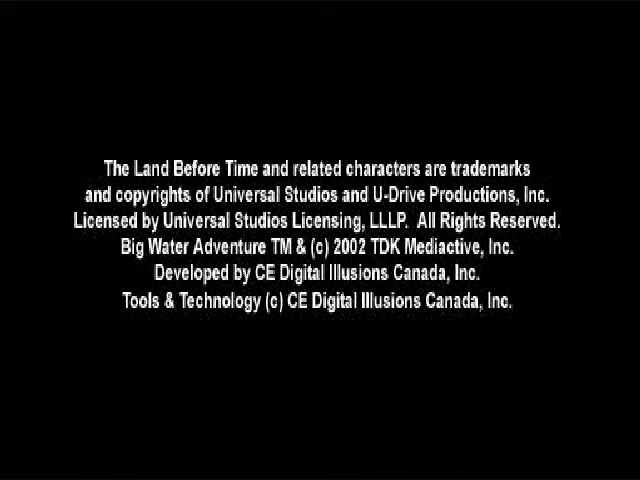 The Land Before Time and related characters are trademarks
and copyrights of Universal Studios and U-Drive Productions, Inc.
Licensed by Universal Studios Licensing, LLLP.  All Rights Reserved.
Big Water Adventure TM & (c) 2002 TDK Mediactive, Inc.
Developed by CE Digital Illusions Canada, Inc.
Tools & Technology (c) CE Digital Illusions Canada, Inc.